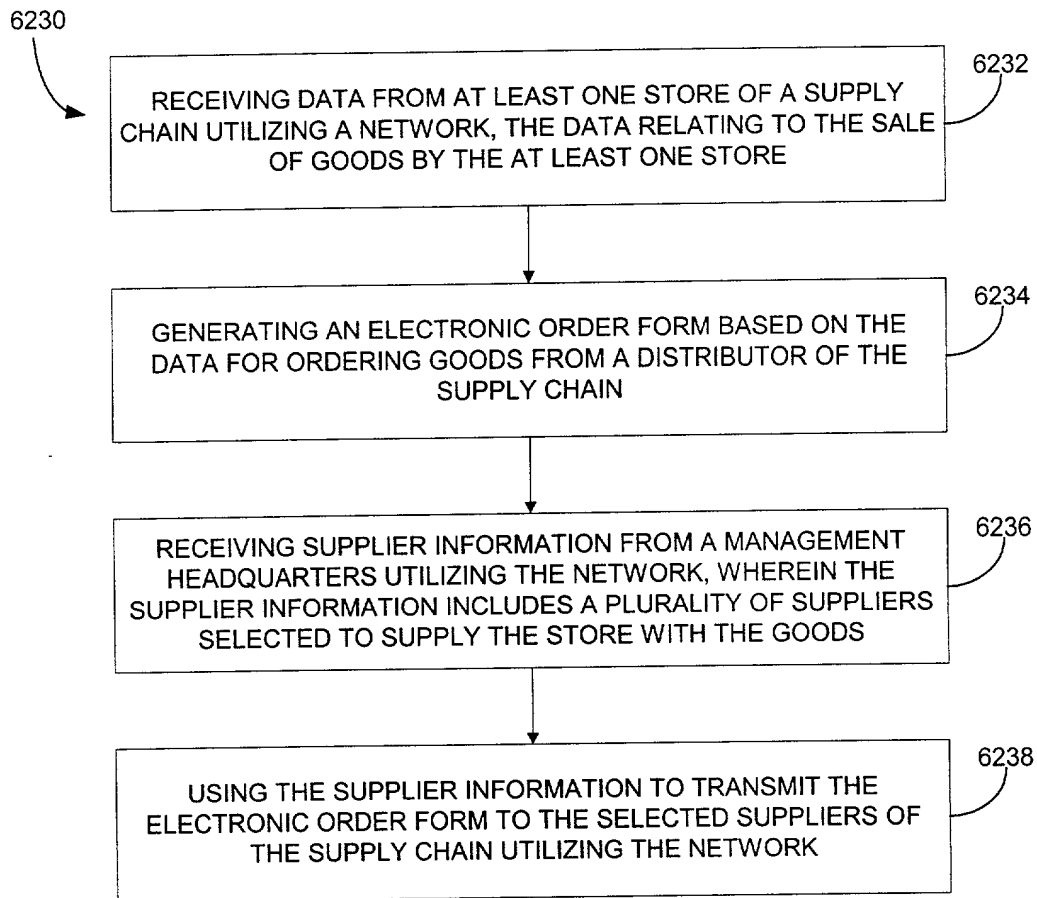 6230
6232
RECEIVING DATA FROM AT LEAST ONE STORE OF A SUPPLY
CHAIN UTILIZING A NETWORK, THE DATA RELATING TO THE SALE
OF GOODS BY THE AT LEAST ONE STORE
6234
GENERATING AN ELECTRONIC ORDER FORM BASED ON THE
DATA FOR ORDERING GOODS FROM A DISTRIBUTOR OF THE
SUPPLY CHAIN
6236
RECEIVING SUPPLIER INFORMATION FROM A MANAGEMENT
HEADQUARTERS UTILIZING THE NETWORK, WHEREIN THE
SUPPLIER INFORMATION INCLUDES A PLURALITY OF SUPPLIERS
SELECTED TO SUPPLY THE STORE WITH THE GOODS
6238
USING THE SUPPLIER INFORMATION TO TRANSMIT THE
ELECTRONIC ORDER FORM TO THE SELECTED SUPPLIERS OF
THE SUPPLY CHAIN UTILIZING THE NETWORK